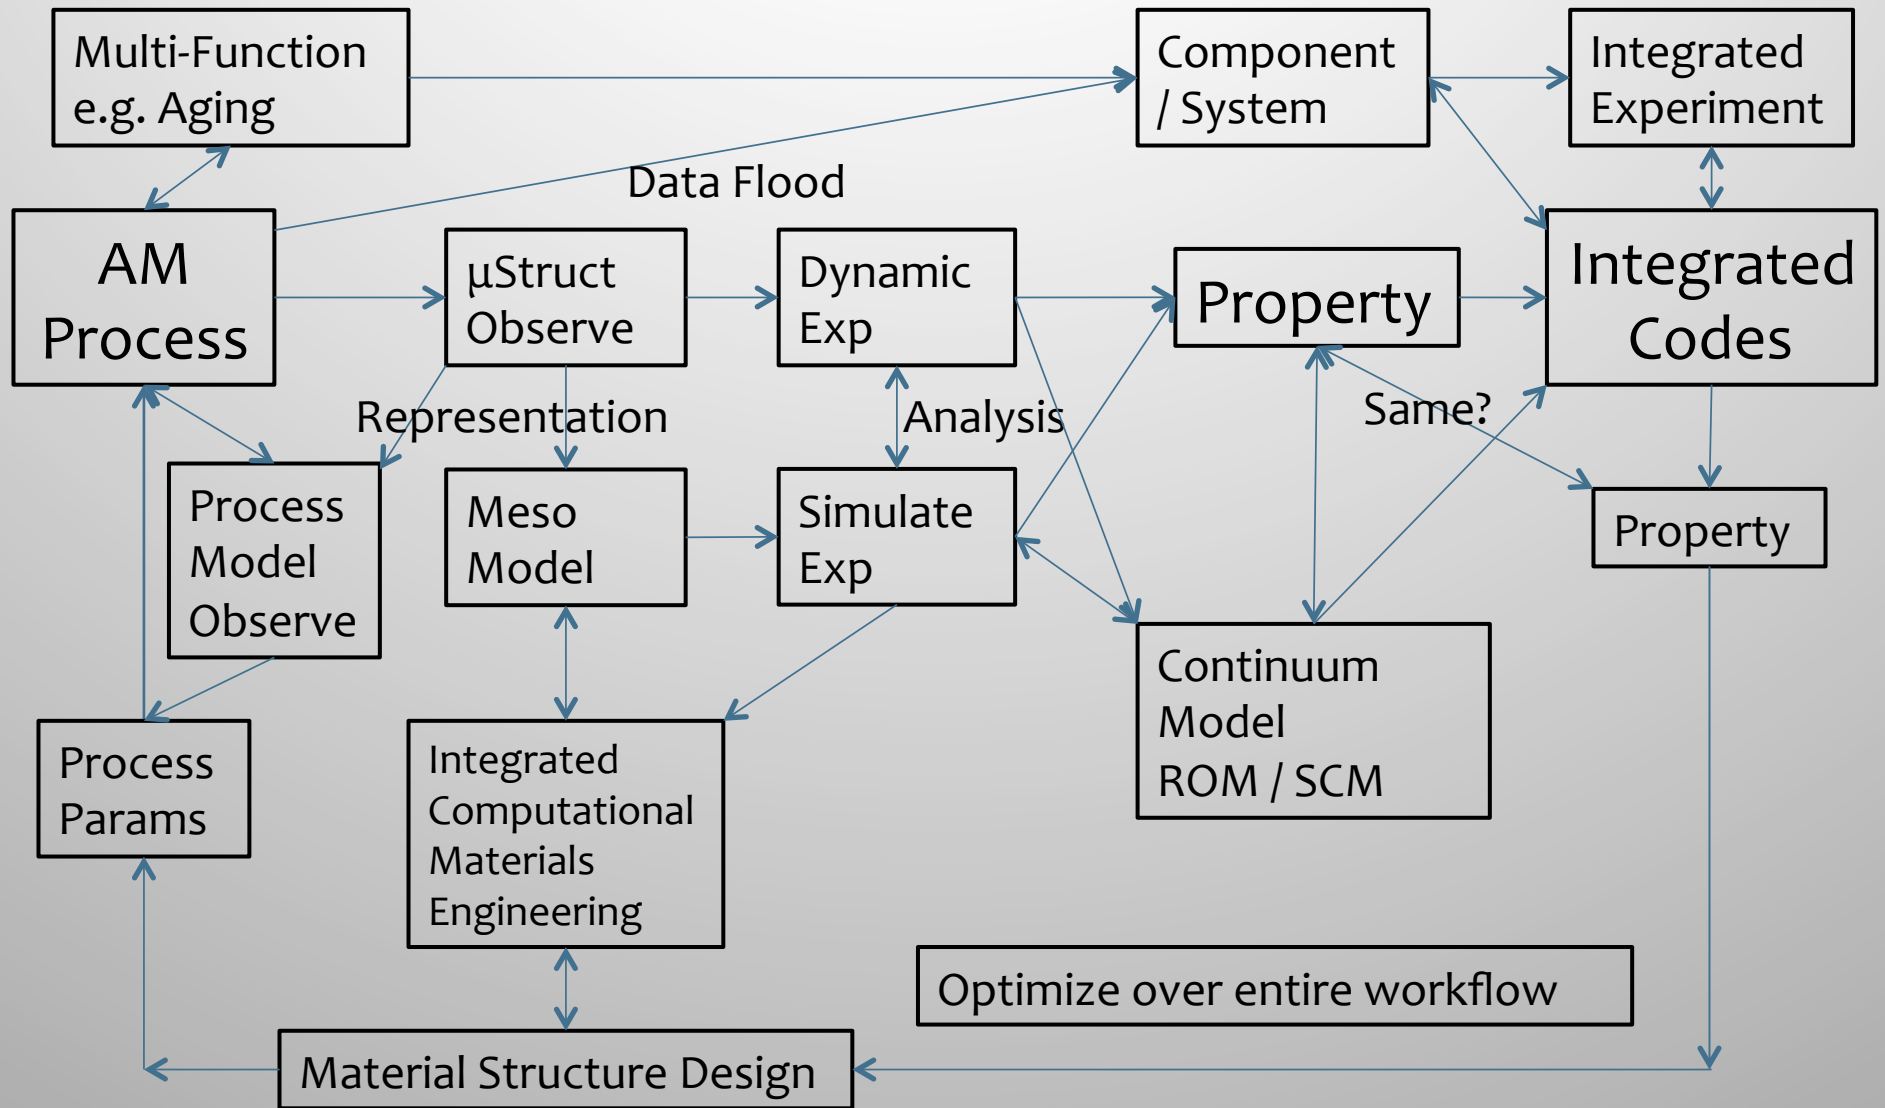 Multi-Function
e.g. Aging
Component
/ System
Integrated
Experiment
Data Flood
AM
Process
µStruct
Observe
Dynamic
Exp
Property
Integrated
Codes
Representation
Analysis
Same?
Process
Model
Observe
Meso
Model
Simulate
Exp
Property
Continuum
Model
ROM / SCM
Process
Params
Integrated
Computational
Materials
Engineering
Optimize over entire workflow
Material Structure Design